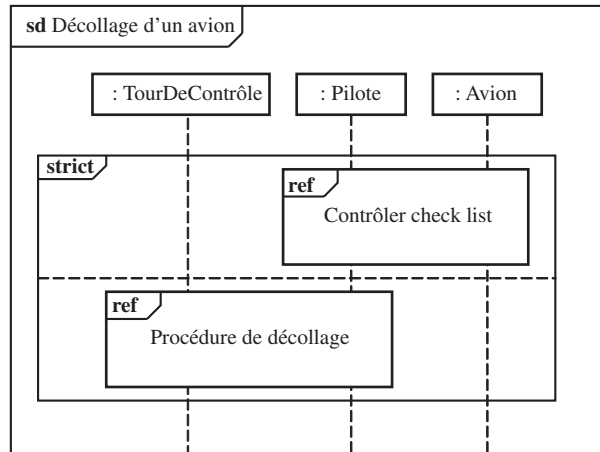 sd Décollage d’un avion
: TourDeContrôle
: Pilote
: Avion
strict
ref
Contrôler check list
ref
Procédure de décollage